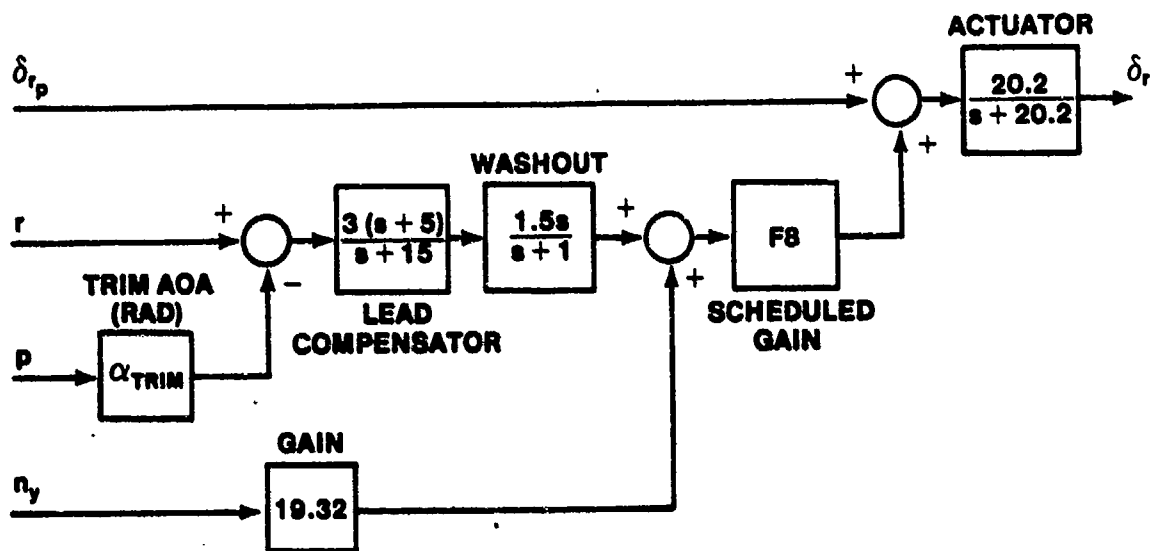 ACTUATOR
δrp
+
20.2
s + 20.2
δr
+
WASHOUT
r
+
3 (s + 5)
s + 15
1.5s
s + 1
+
F8
−
+
TRIM AOA
(RAD)
LEAD
COMPENSATOR
SCHEDULED
GAIN
p
αTRIM
GAIN
ny
19.32